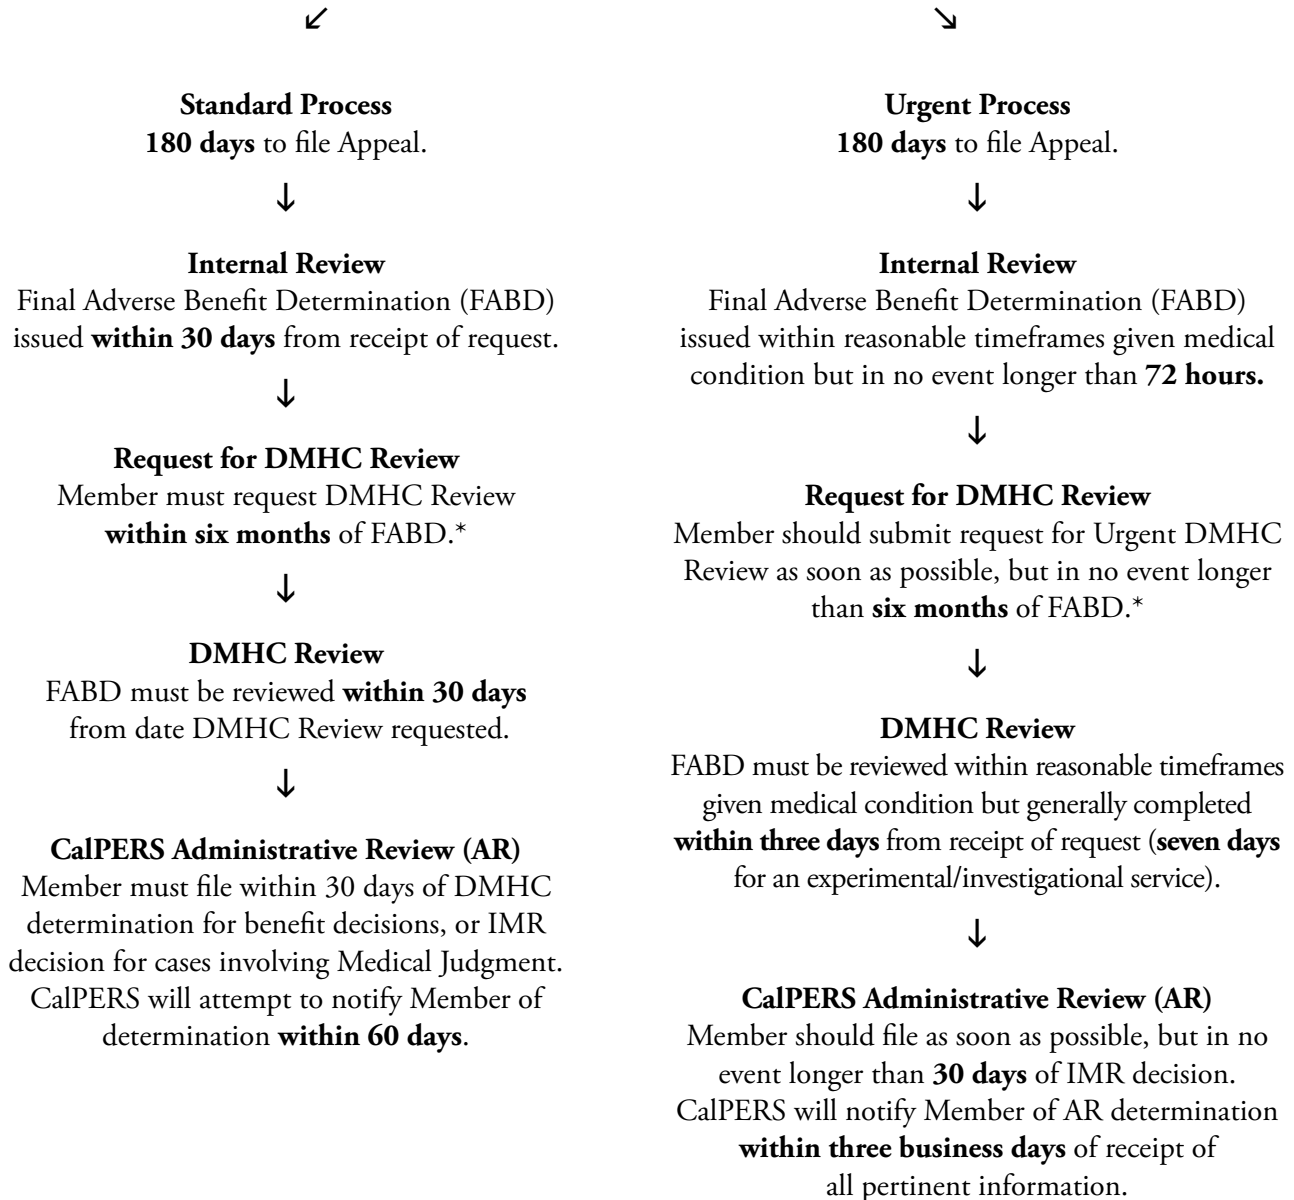 Standard Process
180 days to file Appeal.
↓
Internal Review
Final Adverse Benefit Determination (FABD)
issued within 30 days from receipt of request.
↓
Request for DMHC Review
Member must request DMHC Review
within six months of FABD.*
↓
DMHC Review
FABD must be reviewed within 30 days
from date DMHC Review requested.
↓
CalPERS Administrative Review (AR)
Member must file within 30 days of DMHC
determination for benefit decisions, or IMR
decision for cases involving Medical Judgment.
CalPERS will attempt to notify Member of
determination within 60 days.
Urgent Process
180 days to file Appeal.
↓
Internal Review
Final Adverse Benefit Determination (FABD)
issued within reasonable timeframes given medical
condition but in no event longer than 72 hours.
↓
Request for DMHC Review
Member should submit request for Urgent DMHC
Review as soon as possible, but in no event longer
than six months of FABD.*
↓
DMHC Review
FABD must be reviewed within reasonable timeframes
given medical condition but generally completed
within three days from receipt of request (seven days
for an experimental/investigational service).
↓
CalPERS Administrative Review (AR)
Member should file as soon as possible, but in no
event longer than 30 days of IMR decision.
CalPERS will notify Member of AR determination
within three business days of receipt of
all pertinent information.